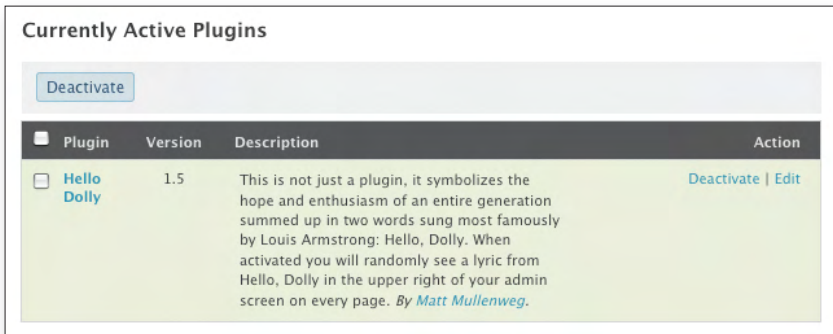 Currently Active Plugins
Deactivate
Plugin Version Description Action
Hello Dolly 1.5 This is not just a plugin, it symbolizes the
hope and enthusiasm of an entire generation
summed up in two words sung most famously
by Louis Armstrong: Hello, Dolly. When
activated you will randomly see a lyric from
Hello, Dolly in the upper right of your admin
screen on every page. By Matt Mullenweg.
Deactivate | Edit